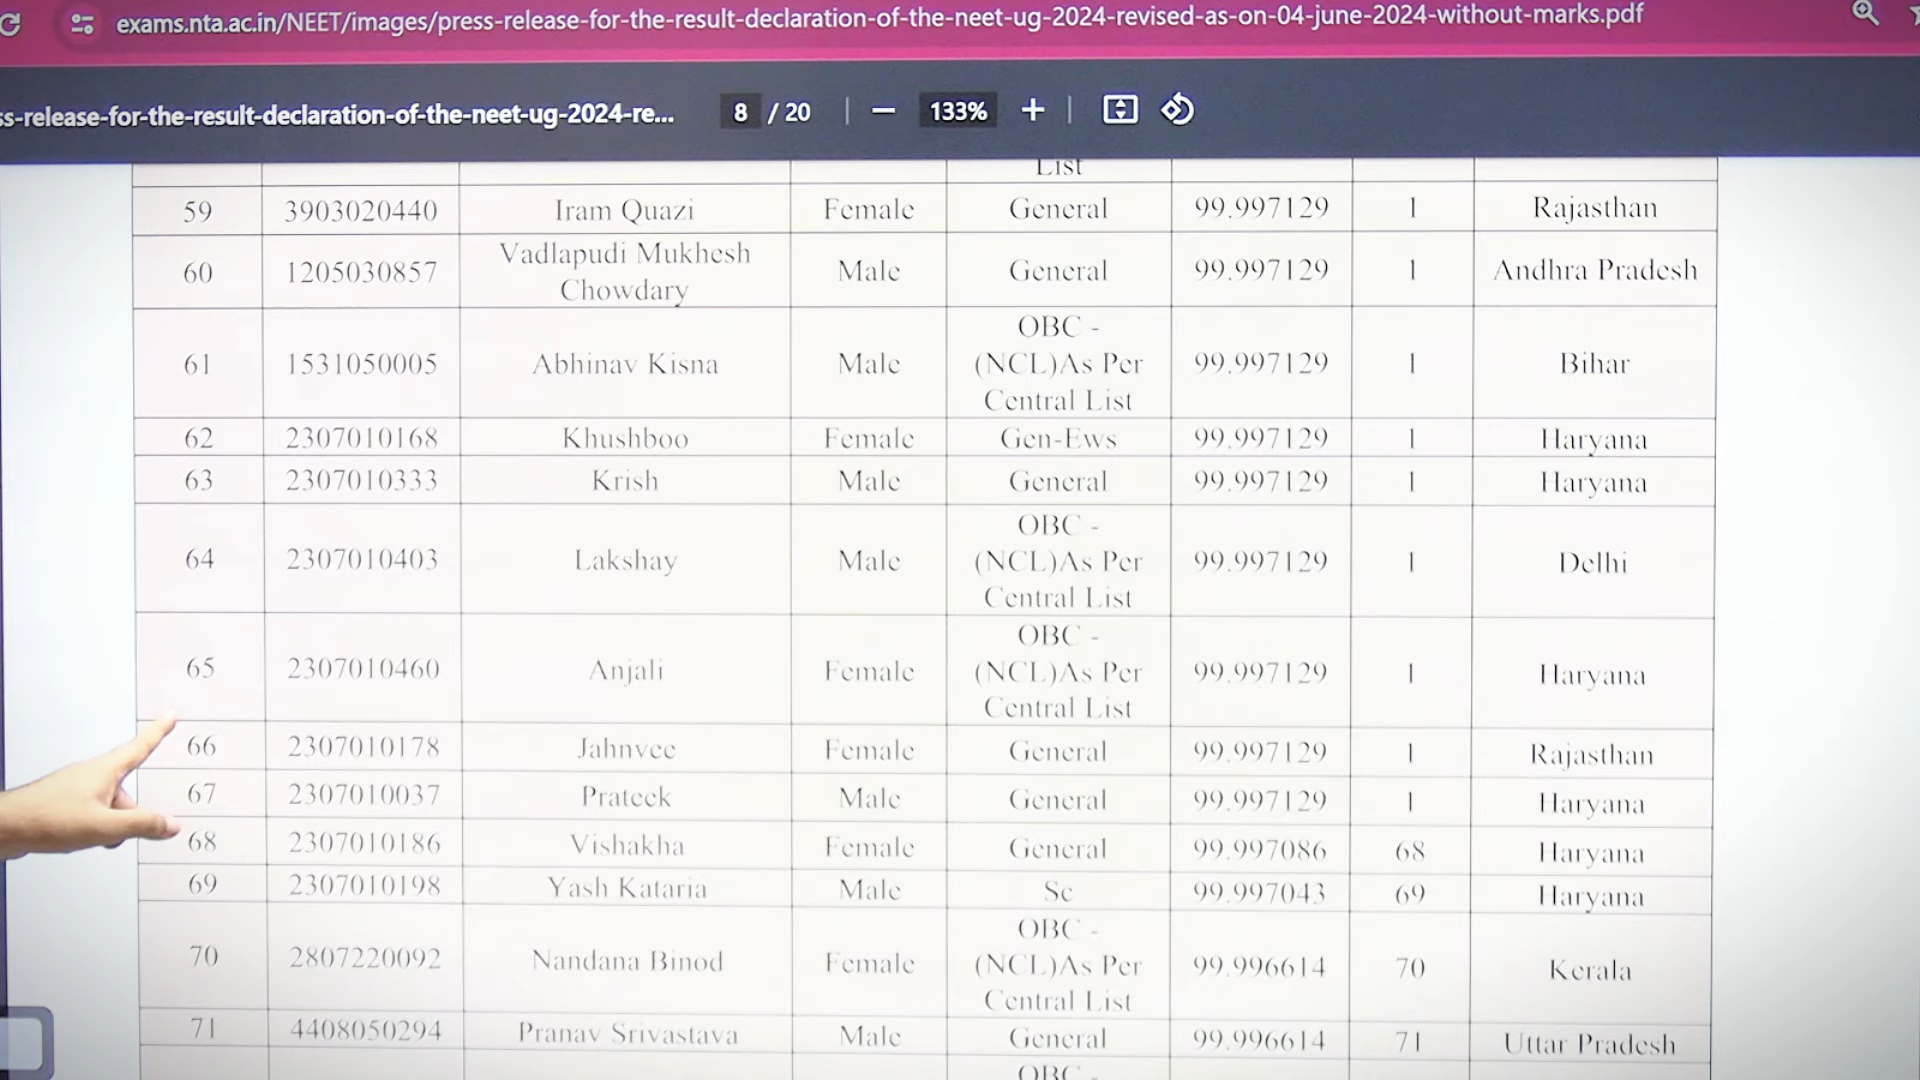 exams.nta.ac.in/NEET/images/press-release-for-the-result-declaration-of-the-neet-ug-2024-revised-as-on-04-june-2024-without-marks.pdf
ss-release-for-the-result-declaration-of-the-neet-ug-2024-re... 8 / 20 133%
List
59 3903020440 Iram Quazi Female General 99.997129 1 Rajasthan
60 1205030857 Vadlapudi Mukhesh Chowdary Male General 99.997129 1 Andhra Pradesh
61 1531050005 Abhinav Kisna Male OBC - (NCL)As Per Central List 99.997129 1 Bihar
62 2307010168 Khushboo Female Gen-Ews 99.997129 1 Haryana
63 2307010333 Krish Male General 99.997129 1 Haryana
64 2307010403 Lakshay Male OBC - (NCL)As Per Central List 99.997129 1 Delhi
65 2307010460 Anjali Female OBC - (NCL)As Per Central List 99.997129 1 Haryana
66 2307010178 Jahnvee Female General 99.997129 1 Rajasthan
67 2307010037 Prateek Male General 99.997129 1 Haryana
68 2307010186 Vishakha Female General 99.997086 68 Haryana
69 2307010198 Yash Kataria Male Sc 99.997043 69 Haryana
70 2807220092 Nandana Binod Female OBC - (NCL)As Per Central List 99.996614 70 Kerala
71 4408050294 Pranav Srivastava Male General 99.996614 71 Uttar Pradesh
OBC -